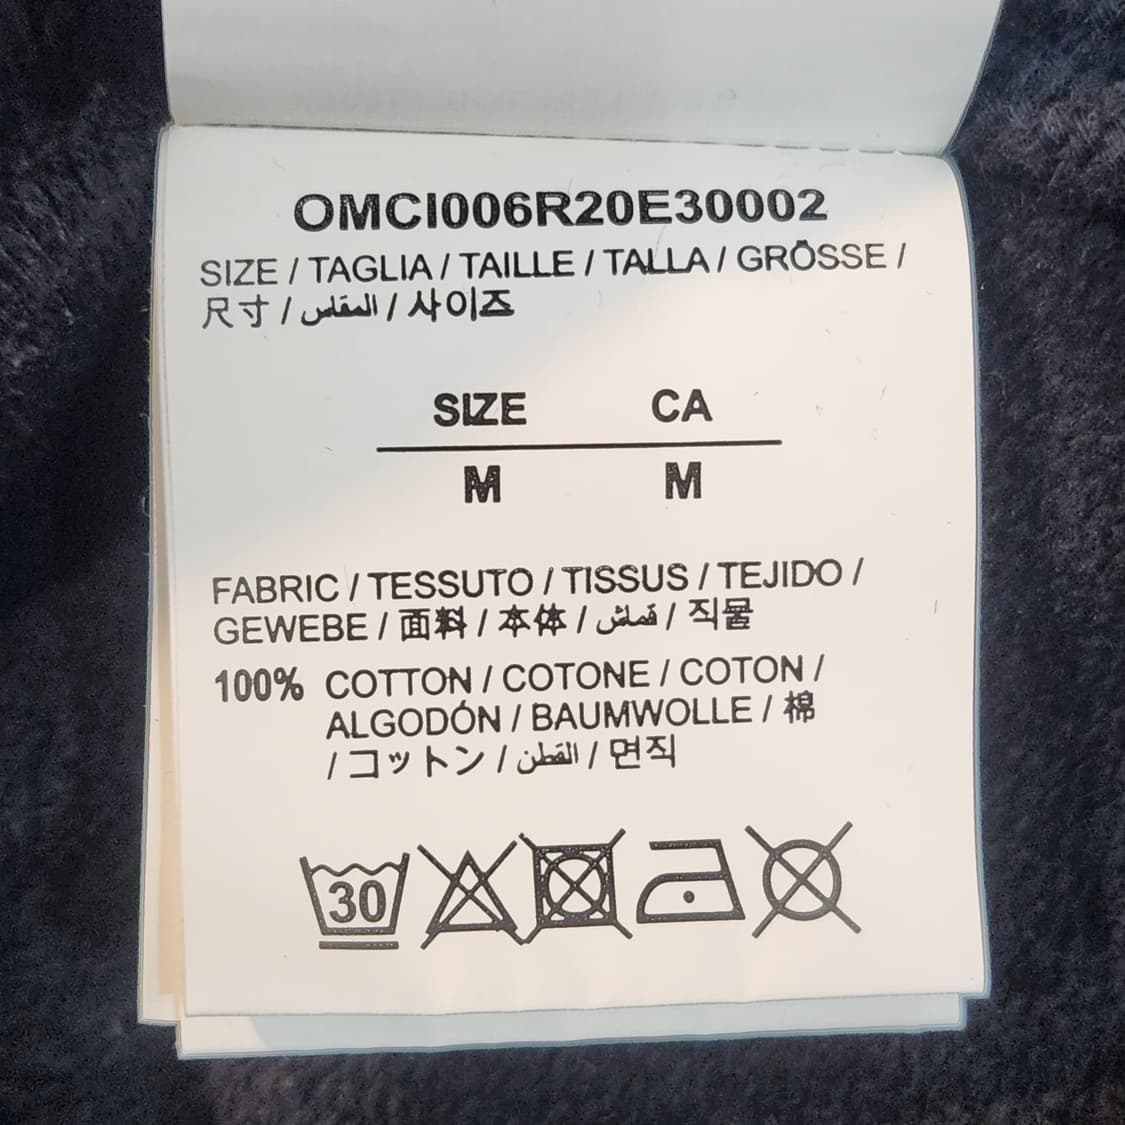 OMCI006R20E30002
SIZE / TAGLIA / TAILLE / TALLA / GRÖSSE /
尺寸 / المقاس / 사이즈
SIZE CA
M M
FABRIC / TESSUTO / TISSUS / TEJIDO /
GEWEBE / 面料 / 本体 / قماش / 직물
100% COTTON / COTONE / COTON /
ALGODÓN / BAUMWOLLE / 棉
/ コットン / القطن / 면직
30